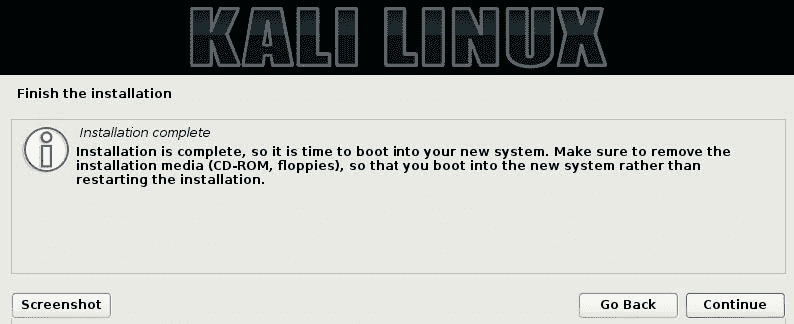 KALI LINUX
Finish the installation
Installation complete
Installation is complete, so it is time to boot into your new system. Make sure to remove the
installation media (CD-ROM, floppies), so that you boot into the new system rather than
restarting the installation.
Screenshot Go Back Continue